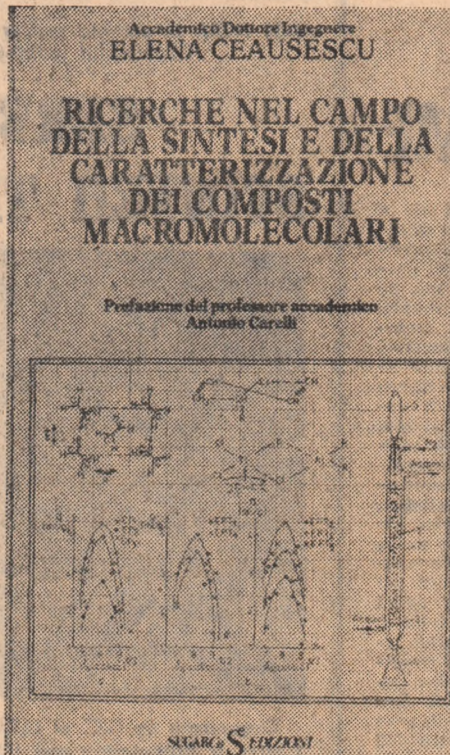 Accademico Dottore Ingegnere
ELENA CEAUSESCU
RICERCHE NEL CAMPO
DELLA SINTESI E DELLA
CARATTERIZZAZIONE
DEI COMPOSTI
MACROMOLECOLARI
Prefazione del professore accademico
Antonio Carelli
SUGARCo EDIZIONI